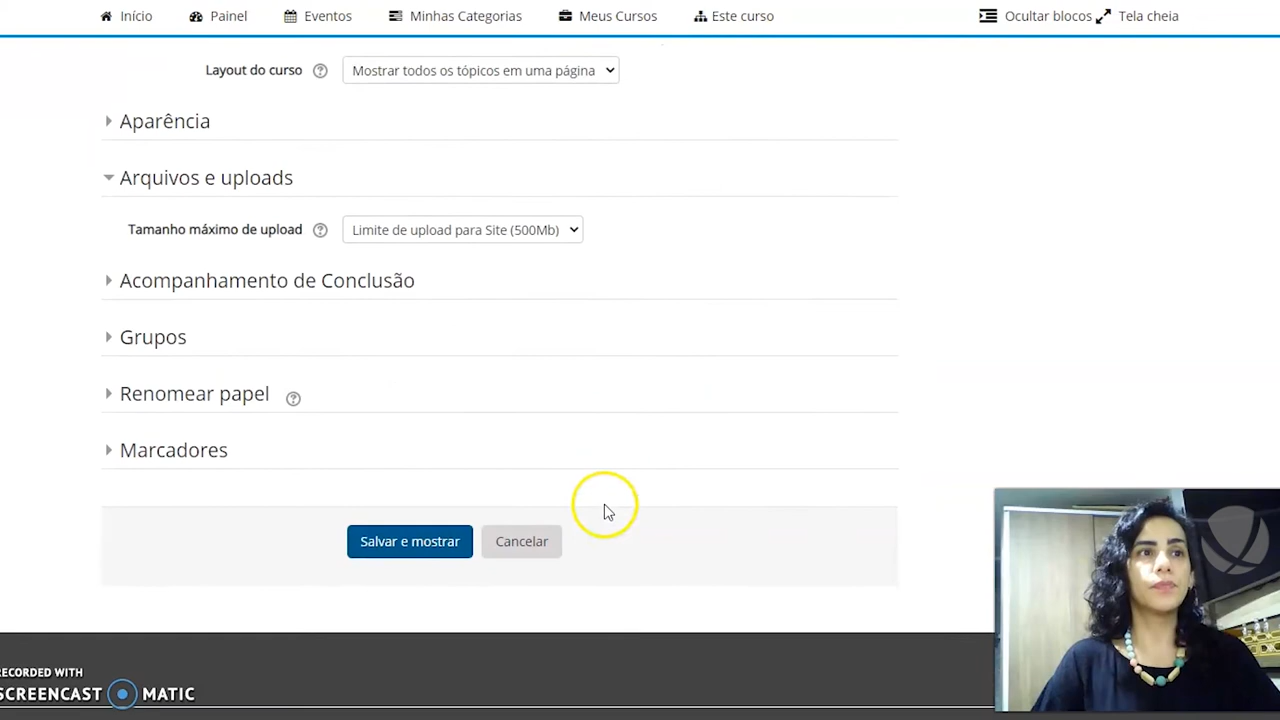 Início Painel Eventos Minhas Categorias Meus Cursos Este curso Ocultar blocos Tela cheia
Layout do curso Mostrar todos os tópicos em uma página
Aparência
Arquivos e uploads
Tamanho máximo de upload Limite de upload para Site (500Mb)
Acompanhamento de Conclusão
Grupos
Renomear papel
Marcadores
Salvar e mostrar Cancelar
RECORDED WITH
SCREENCAST MATIC